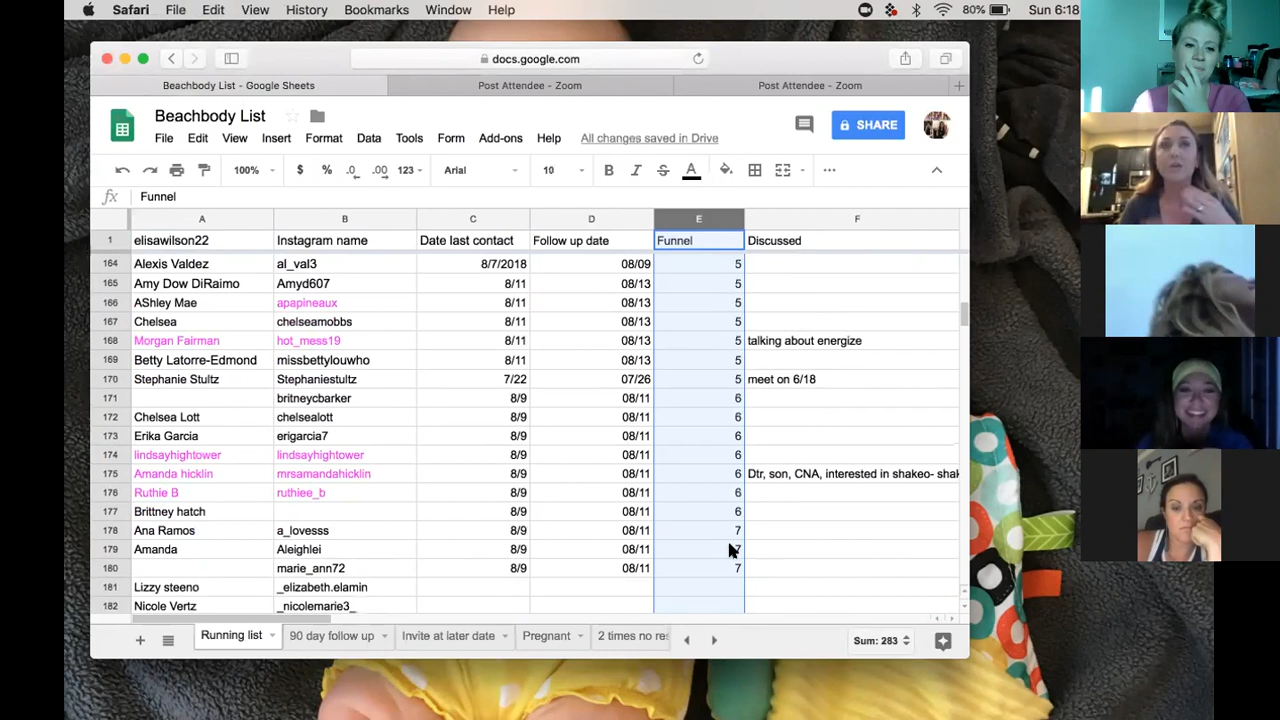 Safari File Edit View History Bookmarks Window Help 80% Sun 6:18
docs.google.com
Beachbody List - Google Sheets Post Attendee - Zoom Post Attendee - Zoom
Beachbody List
File Edit View Insert Format Data Tools Form Add-ons Help All changes saved in Drive SHARE
100% $ % .0 .00 123 Arial 10 B I S A
fx Funnel
A B C D E F
1 elisawilson22 Instagram name Date last contact Follow up date Funnel Discussed
164 Alexis Valdez al_val3 8/7/2018 08/09 5
165 Amy Dow DiRaimo Amyd607 8/11 08/13 5
166 AShley Mae apapineaux 8/11 08/13 5
167 Chelsea chelseamobbs 8/11 08/13 5
168 Morgan Fairman hot_mess19 8/11 08/13 5 talking about energize
169 Betty Latorre-Edmond missbettylouwho 8/11 08/13 5
170 Stephanie Stultz Stephaniestultz 7/22 07/26 5 meet on 6/18
171 britneycbarker 8/9 08/11 6
172 Chelsea Lott chelsealott 8/9 08/11 6
173 Erika Garcia erigarcia7 8/9 08/11 6
174 lindsayhightower lindsayhightower 8/9 08/11 6
175 Amanda hicklin mrsamandahicklin 8/9 08/11 6 Dtr, son, CNA, interested in shakeo- shak
176 Ruthie B ruthiee_b 8/9 08/11 6
177 Brittney hatch 8/9 08/11 6
178 Ana Ramos a_lovesss 8/9 08/11 7
179 Amanda Aleighlei 8/9 08/11 7
180 marie_ann72 8/9 08/11 7
181 Lizzy steeno _elizabeth.elamin
182 Nicole Vertz _nicolemarie3_
Running list 90 day follow up Invite at later date Pregnant 2 times no res Sum: 283